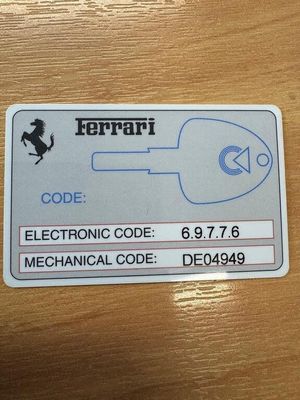 Ferrari
CODE:
ELECTRONIC CODE: 6.9.7.7.6
MECHANICAL CODE: DE04949